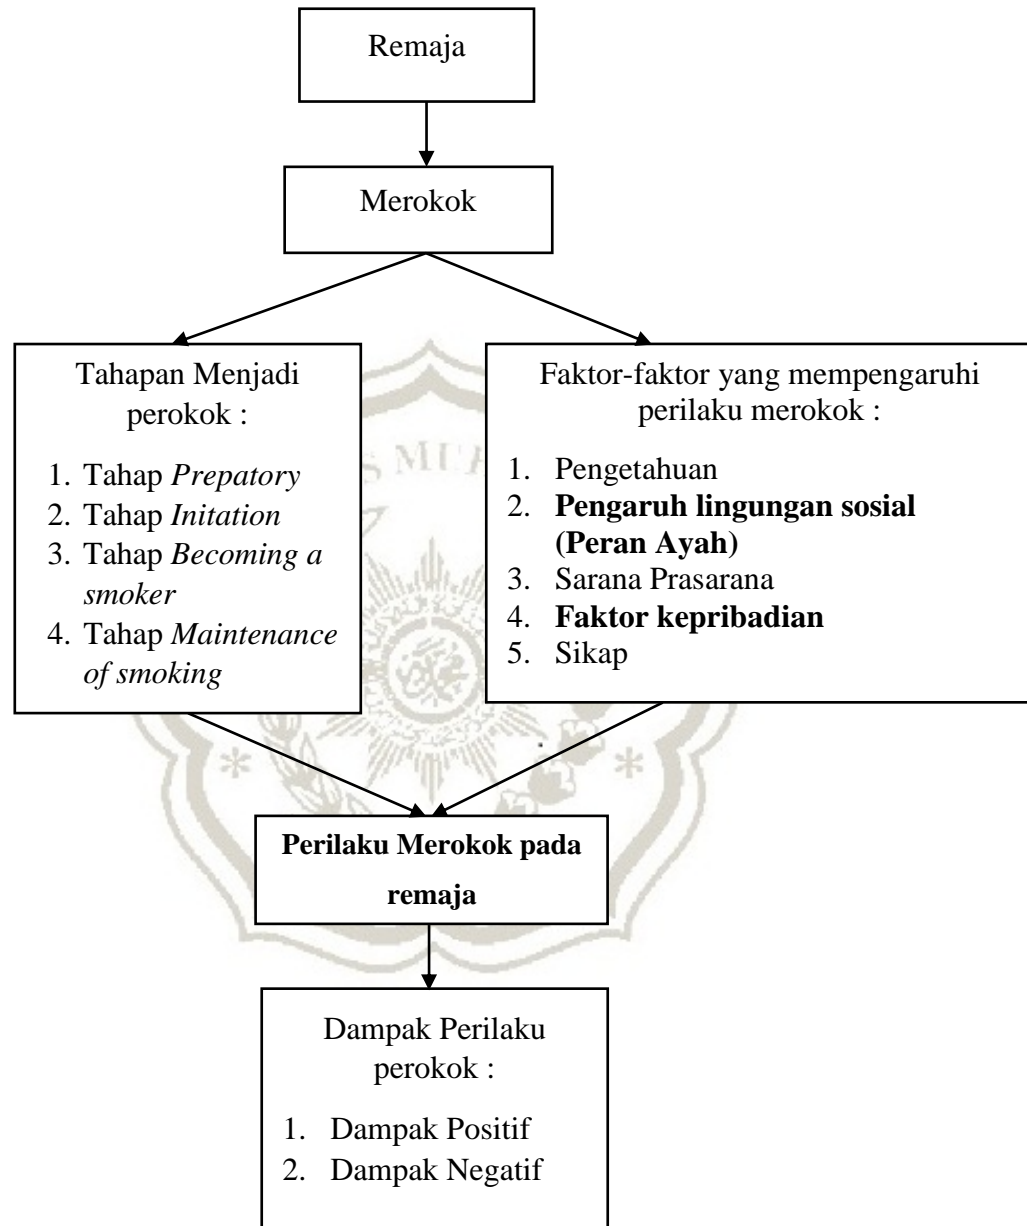 Remaja
Merokok
Tahapan Menjadi
perokok :
1. Tahap Prepatory
2. Tahap Initation
3. Tahap Becoming a
smoker
4. Tahap Maintenance
of smoking
Faktor-faktor yang mempengaruhi
perilaku merokok :
1. Pengetahuan
2. Pengaruh lingungan sosial
(Peran Ayah)
3. Sarana Prasarana
4. Faktor kepribadian
5. Sikap
Perilaku Merokok pada
remaja
Dampak Perilaku
perokok :
1. Dampak Positif
2. Dampak Negatif